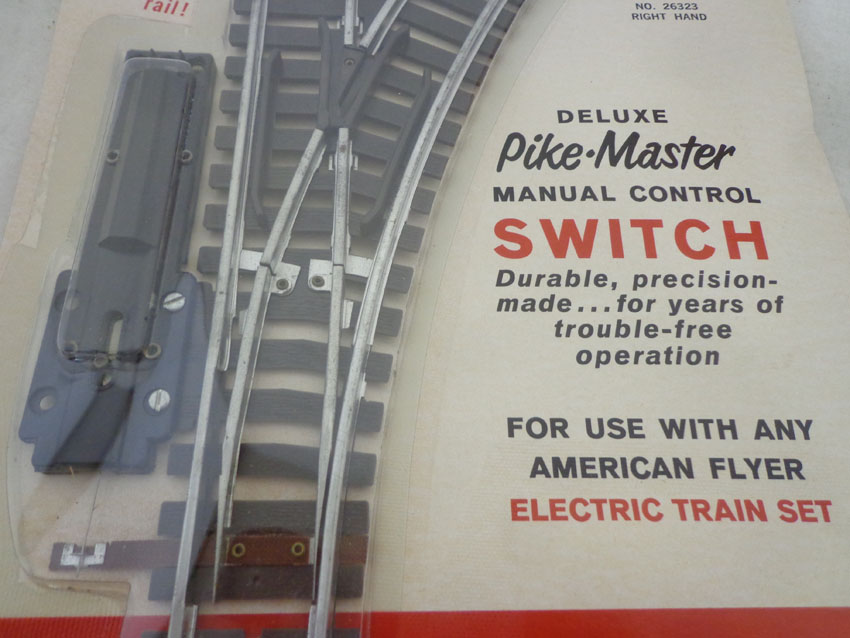 rail!
NO. 26323
RIGHT HAND
DELUXE
Pike·Master
MANUAL CONTROL
SWITCH
Durable, precision-
made...for years of
trouble-free
operation
FOR USE WITH ANY
AMERICAN FLYER
ELECTRIC TRAIN SET